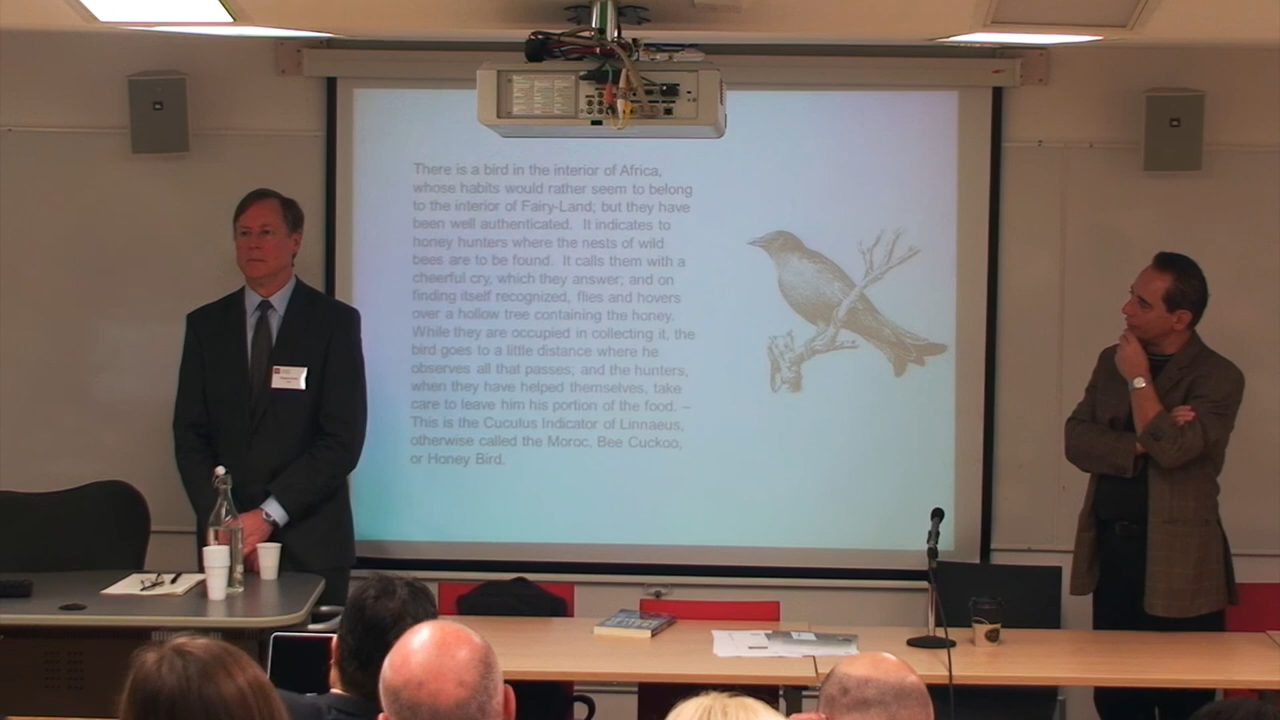 There is a bird in the interior of Africa,
whose habits would rather seem to belong
to the interior of Fairy-Land; but they have
been well authenticated. It indicates to
honey hunters where the nests of wild
bees are to be found. It calls them with a
cheerful cry, which they answer; and on
finding itself recognized, flies and hovers
over a hollow tree containing the honey.
While they are occupied in collecting it, the
bird goes to a little distance where he
observes all that passes; and the hunters,
when they have helped themselves, take
care to leave him his portion of the food. –
This is the Cuculus Indicator of Linnaeus,
otherwise called the Moroc, Bee Cuckoo,
or Honey Bird.